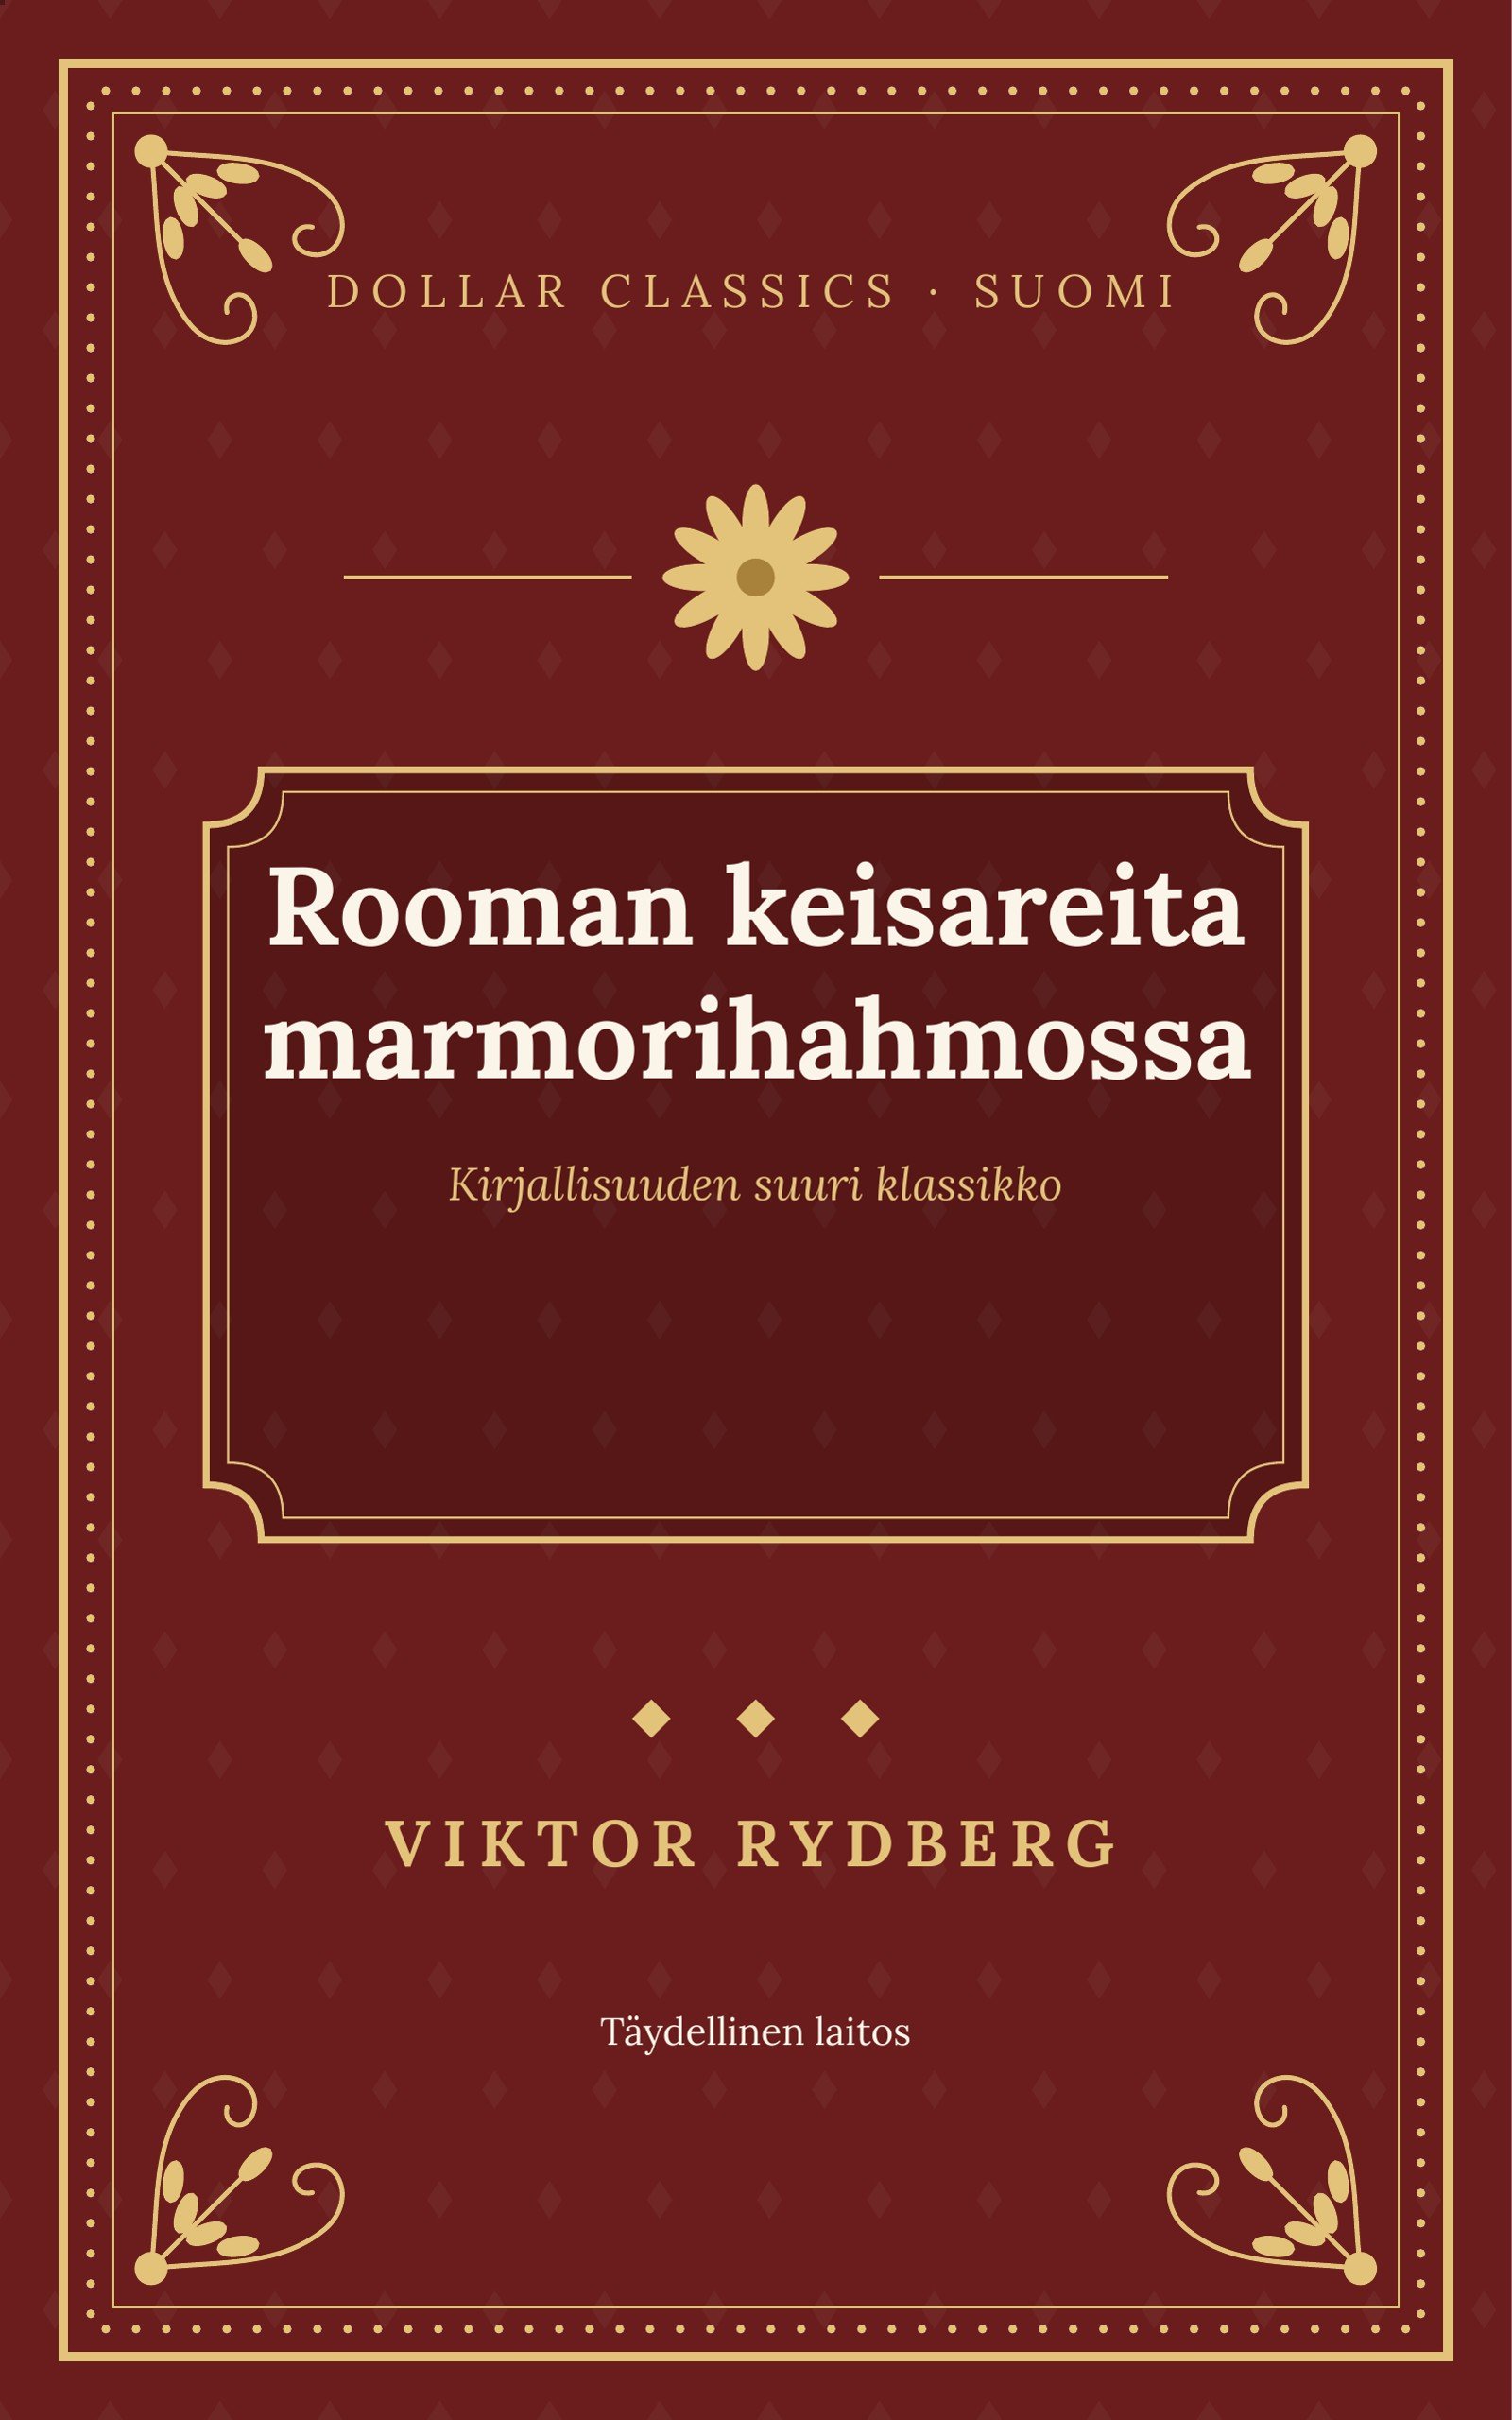 DOLLAR CLASSICS · SUOMI
Rooman keisareita
marmorihahmossa
Kirjallisuuden suuri klassikko
VIKTOR RYDBERG
Täydellinen laitos